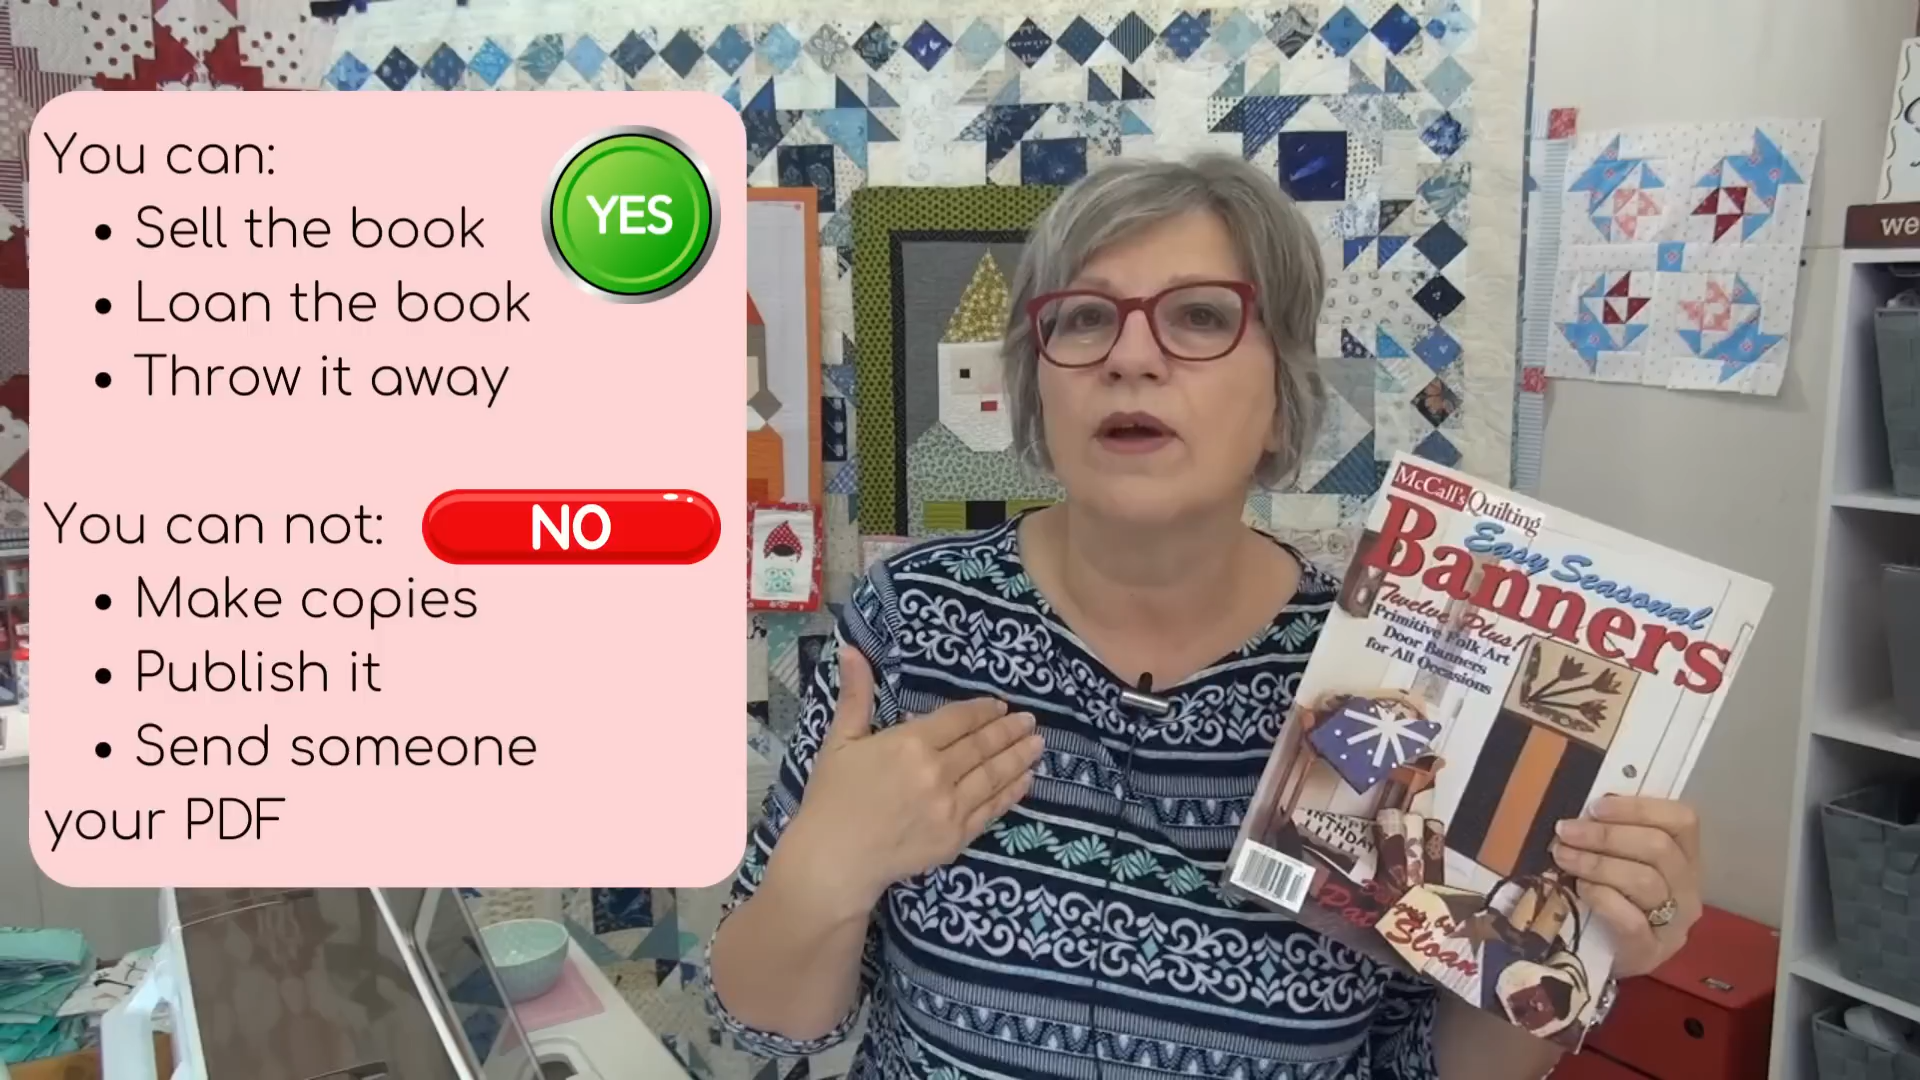 You can:
YES
• Sell the book
• Loan the book
• Throw it away
You can not:
NO
• Make copies
• Publish it
• Send someone
your PDF
McCall's Quilting
Easy Seasonal
Banners
Twelve Plus!
Primitive Folk Art
Door Banners
for All Occasions
Pat
Sloan
we